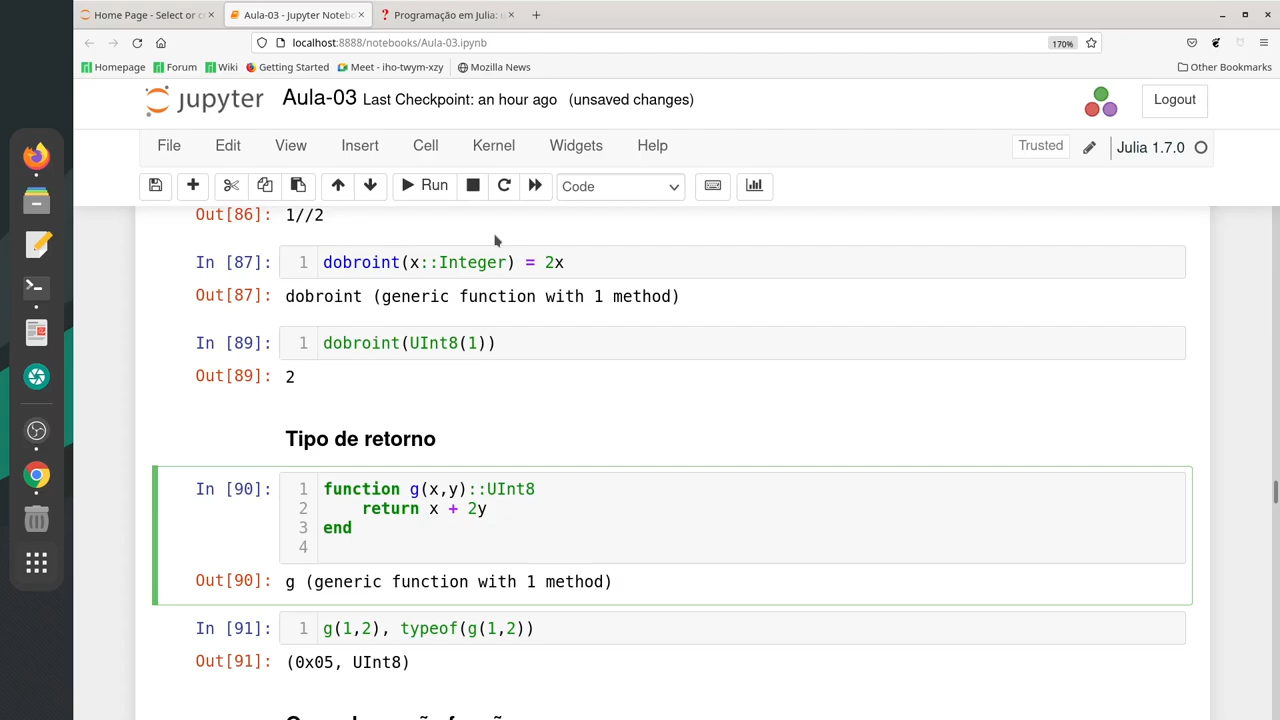 Home Page - Select or c
Aula-03 - Jupyter Notebo
Programação em Julia: u
localhost:8888/notebooks/Aula-03.ipynb
170%
Homepage
Forum
Wiki
Getting Started
Meet - iho-twym-xzy
Mozilla News
Other Bookmarks
jupyter
Aula-03 Last Checkpoint: an hour ago (unsaved changes)
Logout
File Edit View Insert Cell Kernel Widgets Help
Trusted
Julia 1.7.0
Run
Code
Out[86]: 1//2
In [87]: 1 dobroint(x::Integer) = 2x
Out[87]: dobroint (generic function with 1 method)
In [89]: 1 dobroint(UInt8(1))
Out[89]: 2
Tipo de retorno
In [90]: 1 function g(x,y)::UInt8
2 return x + 2y
3 end
4
Out[90]: g (generic function with 1 method)
In [91]: 1 g(1,2), typeof(g(1,2))
Out[91]: (0x05, UInt8)